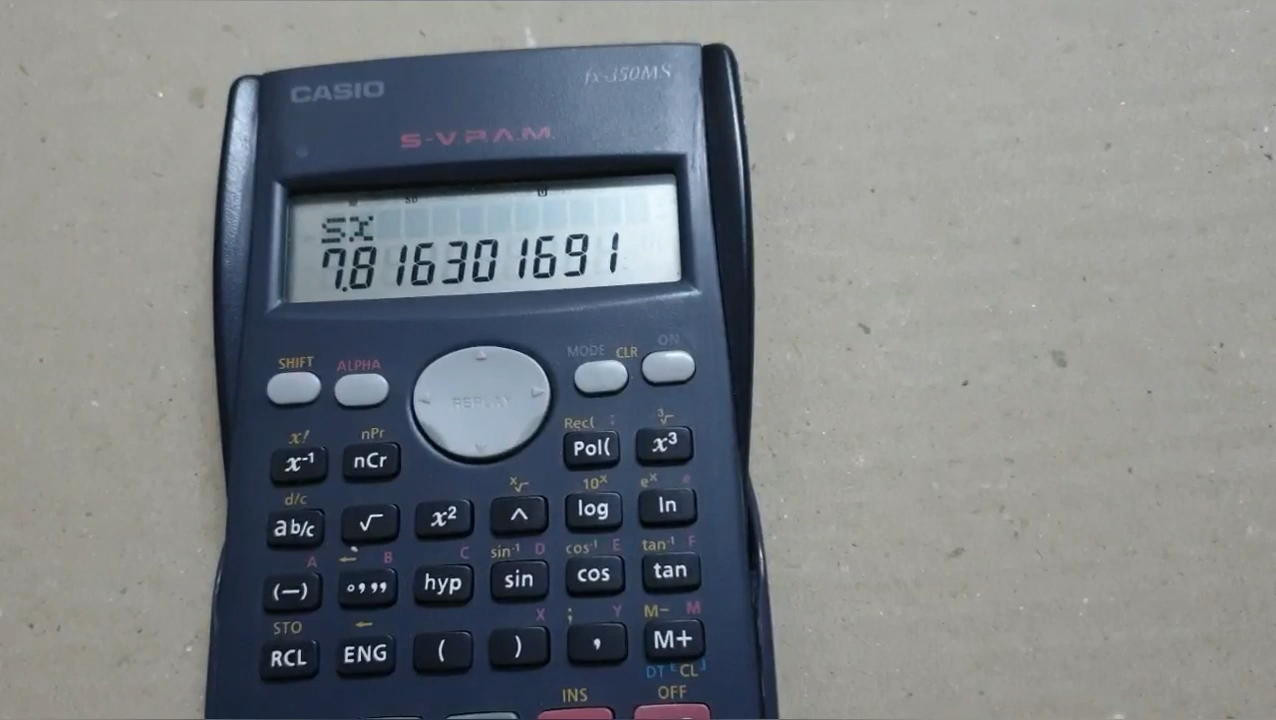 CASIO fx-350MS
S-V.P.A.M.
SD D
sx
7.816301691
SHIFT ALPHA MODE CLR ON
REPLAY
x! nPr Rec( : ³√
x⁻¹ nCr Pol( x³
d/c ˣ√ 10ˣ eˣ e
ab/c √ x² ^ log ln
A ← B C sin⁻¹ D cos⁻¹ E tan⁻¹ F
(−) °,,, hyp sin cos tan
STO ← X ; Y M− M
RCL ENG ( ) , M+
DT CL
INS OFF